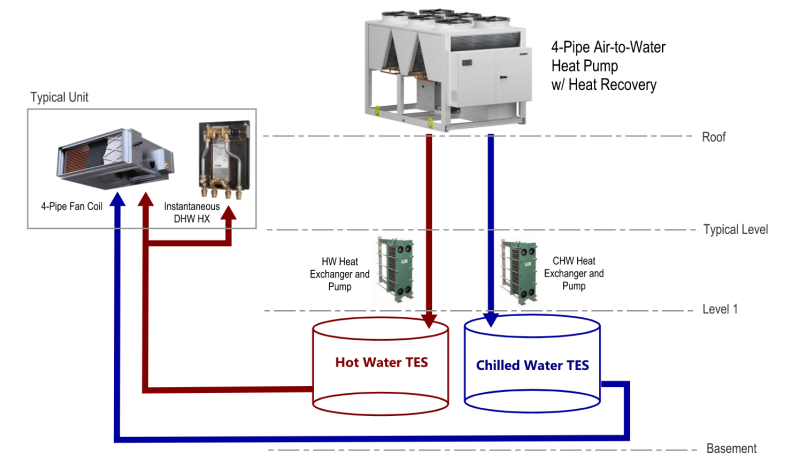 4-Pipe Air-to-Water
Heat Pump
w/ Heat Recovery
Typical Unit
Roof
4-Pipe Fan Coil
Instantaneous
DHW HX
Typical Level
HW Heat
Exchanger and
Pump
CHW Heat
Exchanger and
Pump
Level 1
Hot Water TES
Chilled Water TES
Basement